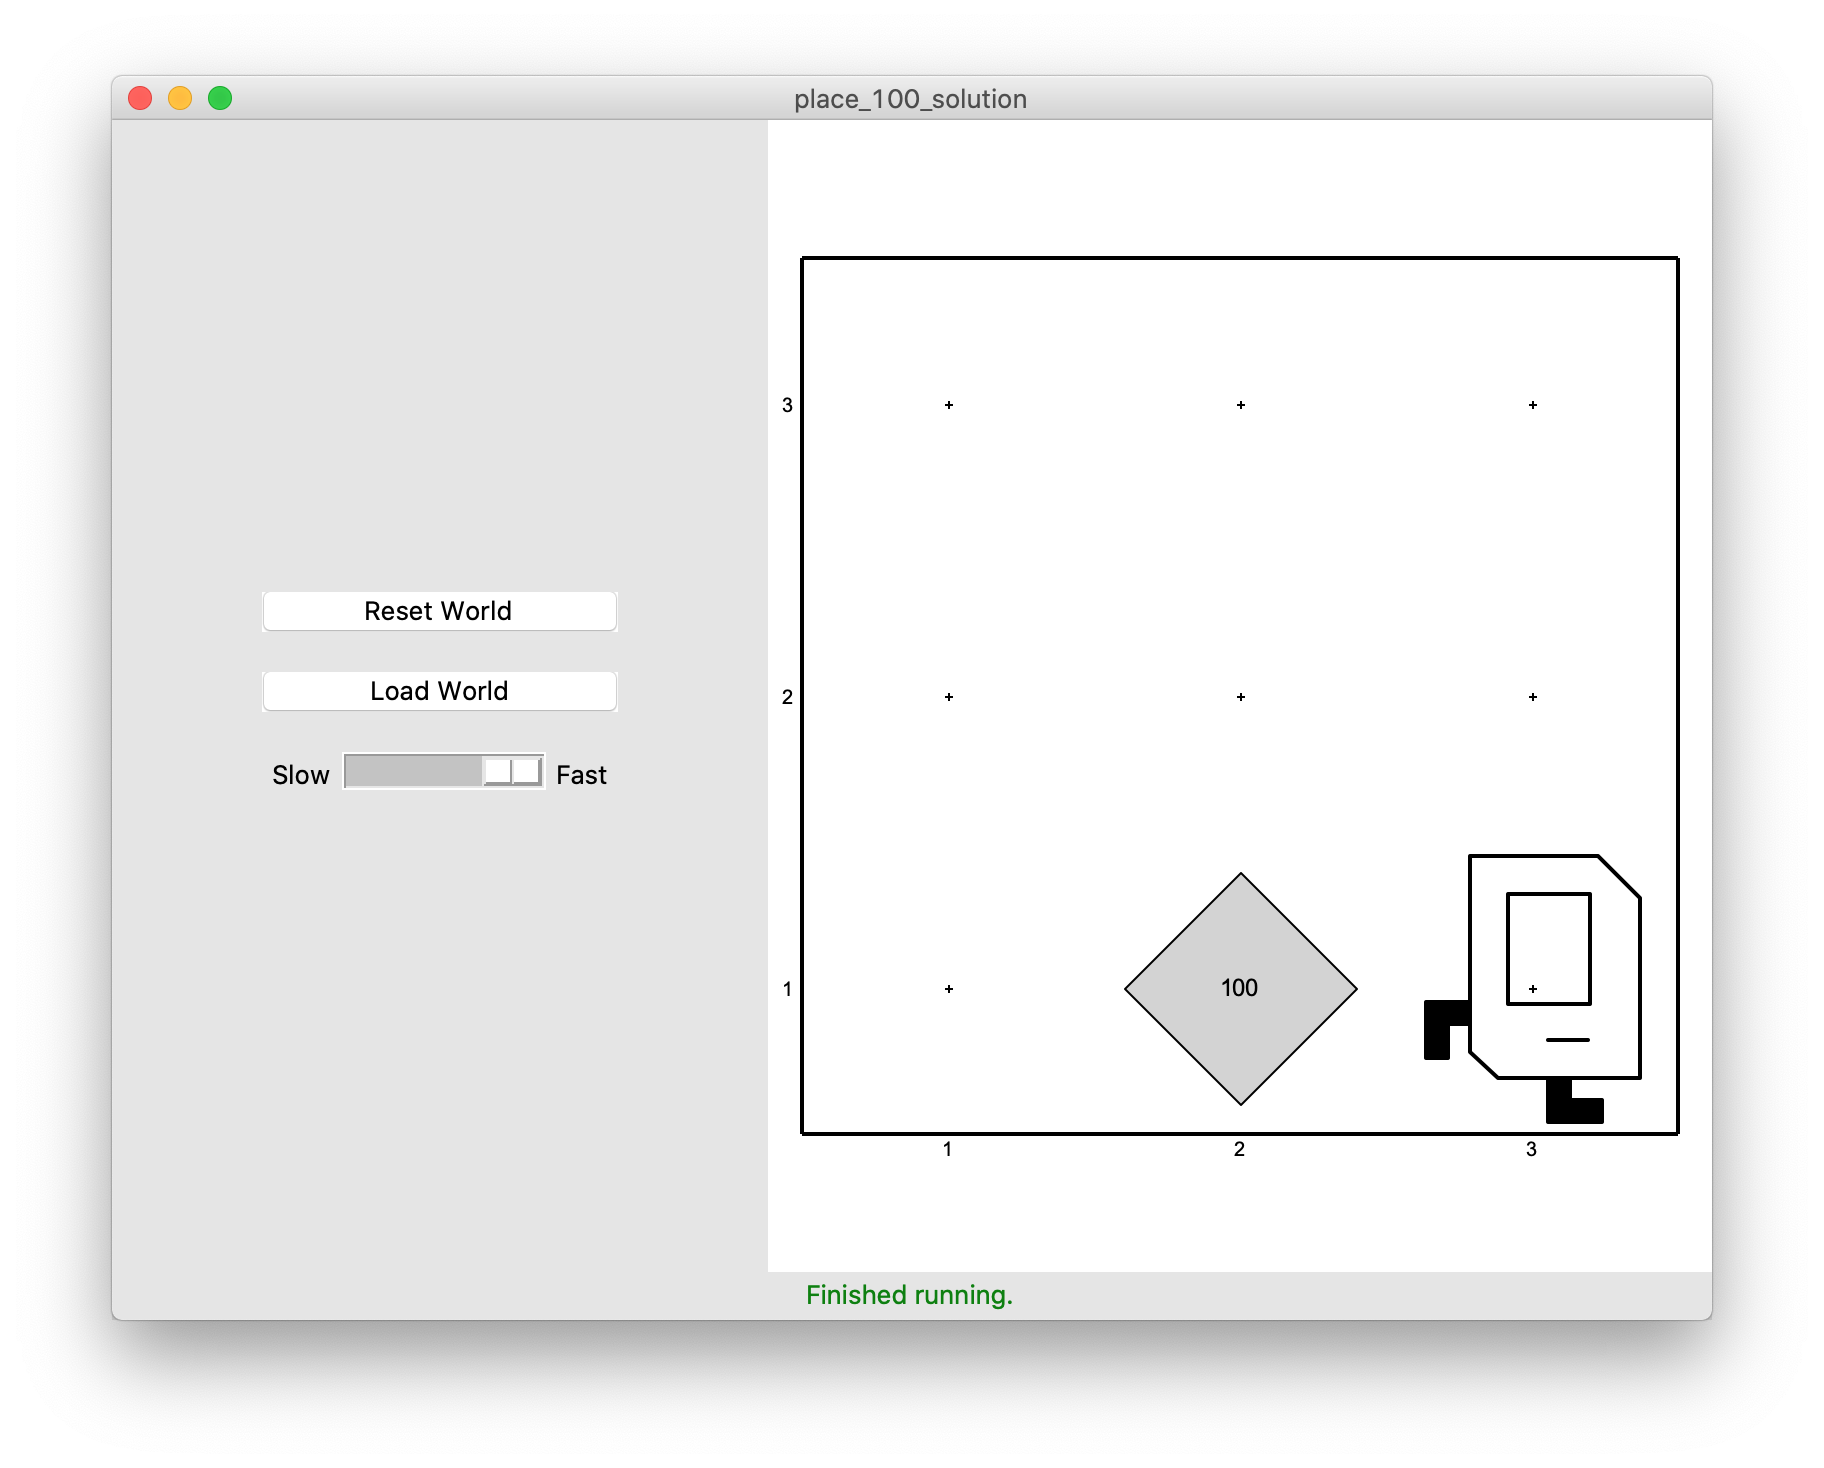 place_100_solution
Reset World
Load World
Slow Fast
3
2
1
100
1 2 3
Finished running.